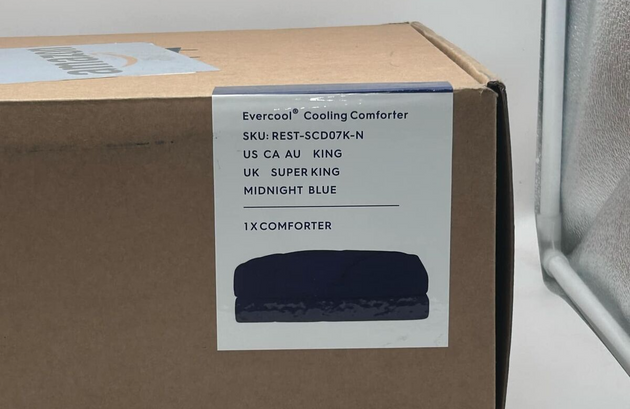 Evercool® Cooling Comforter
SKU: REST-SCD07K-N
US CA AU KING
UK SUPER KING
MIDNIGHT BLUE
1 X COMFORTER